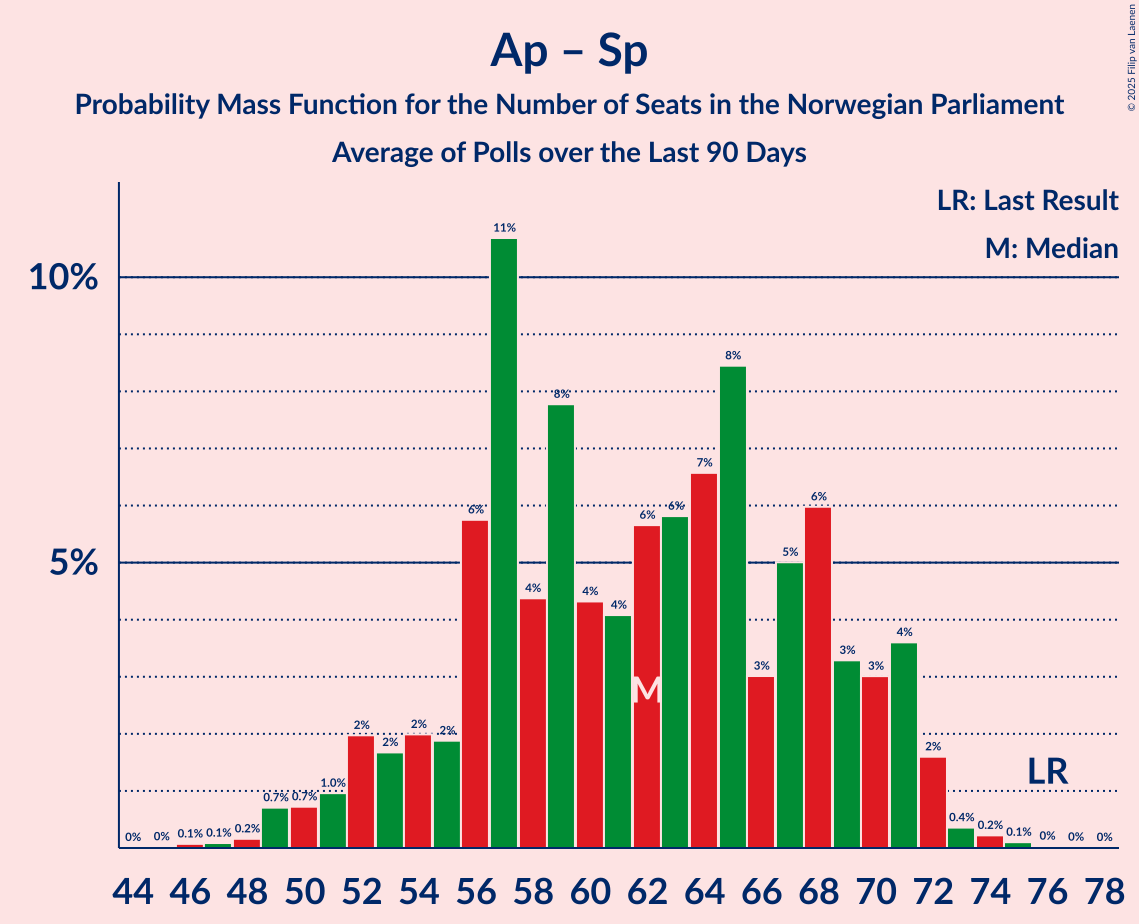 Ap – Sp
Probability Mass Function for the Number of Seats in the Norwegian Parliament
Average of Polls over the Last 90 Days
© 2025 Filip van Laenen
LR: Last Result
M: Median
10%
5%
0% 0% 0.1% 0.1% 0.2% 0.7% 0.7% 1.0% 2% 2% 2% 2% 6% 11% 4% 8% 4% 4% 6% 6% 7% 8% 3% 5% 6% 3% 3% 4% 2% 0.4% 0.2% 0.1% 0% 0% 0%
M
LR
44 46 48 50 52 54 56 58 60 62 64 66 68 70 72 74 76 78